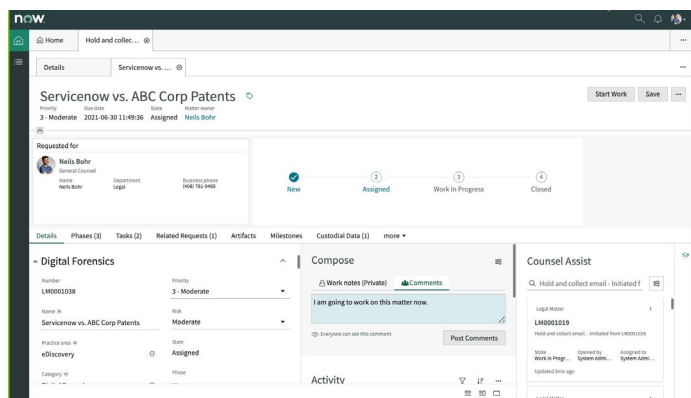 now.
Home
Hold and collec...
Details
Servicenow vs. ...
Servicenow vs. ABC Corp Patents
Start Work
Save
Priority
Due date
State
Matter owner
3 - Moderate
2021-06-30 11:49:36
Assigned
Neils Bohr
Requested for
Neils Bohr
General Counsel
Name
Department
Business phone
Neils Bohr
Legal
(408) 781-9460
2
3
4
New
Assigned
Work In Progress
Closed
Details
Phases (3)
Tasks (2)
Related Requests (1)
Artifacts
Milestones
Custodial Data (1)
more
Digital Forensics
Number
LM0001038
Priority
3 - Moderate
Name
Servicenow vs. ABC Corp Patents
Risk
Moderate
Practice area
eDiscovery
State
Assigned
Category
Phase
Compose
Work notes (Private)
Comments
I am going to work on this matter now.
Everyone can see this comment
Post Comments
Activity
Counsel Assist
Hold and collect email - Initiated f
Legal Matter
LM0001019
Hold and collect email - Initiated from LM0001025
State
Opened by
Assigned to
Work in Progr...
System Admi...
System Admi...
Updated 3mo ago